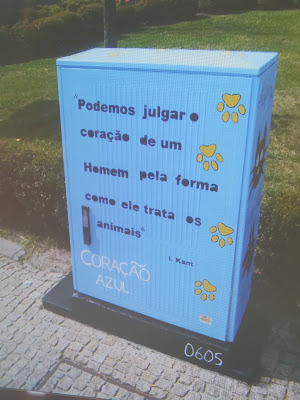 "Podemos julgar o
coração de um
Homem pela forma
como ele trata os
animais"
I. Kant
CORAÇÃO
AZUL
0605